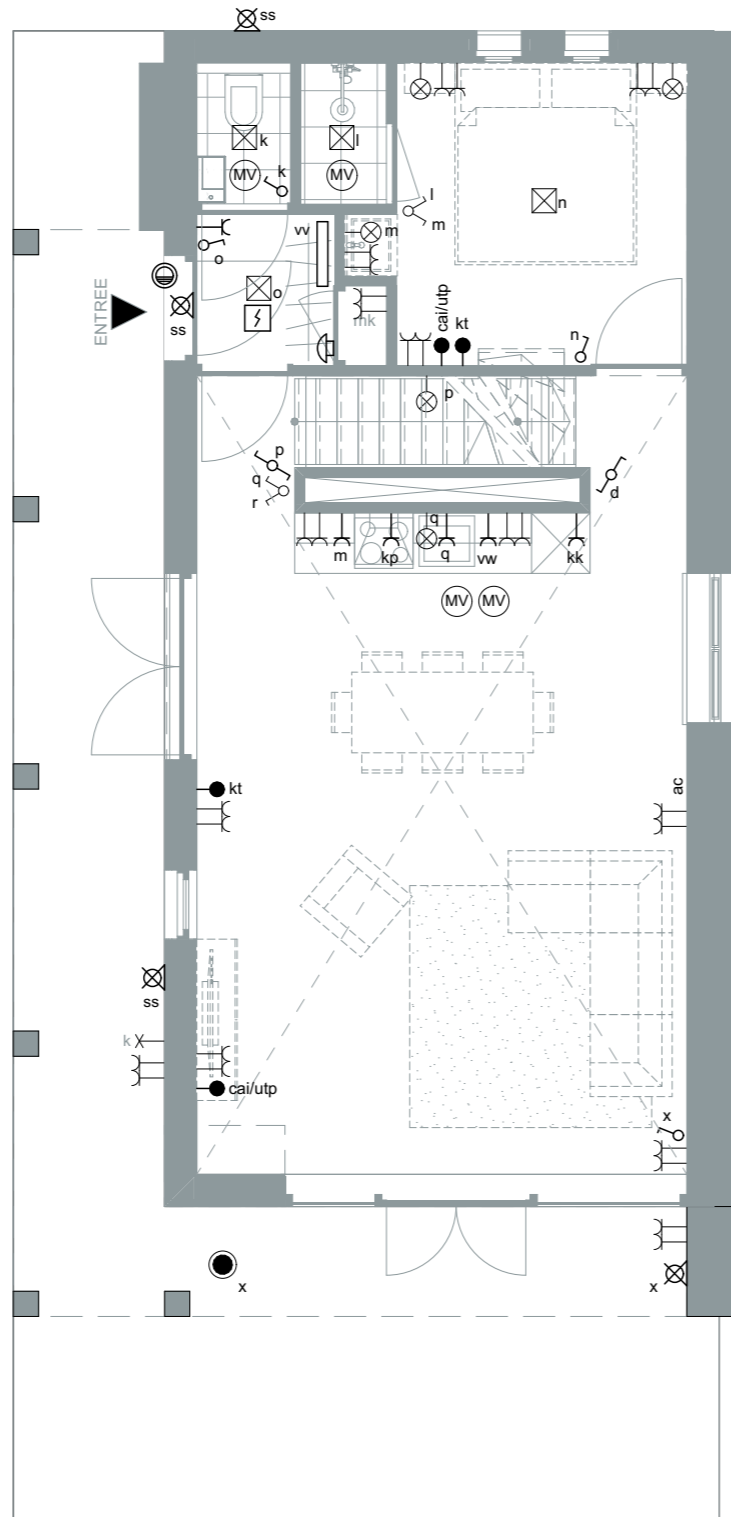 ss
k
l
MV
MV
k
n
l
m
m
vv
o
o
ss
ENTREE
mk
cai/utp
kt
n
p
p
q
r
d
q
m
kp
q
vw
kk
MV
MV
kt
ac
ss
k
cai/utp
x
x
x